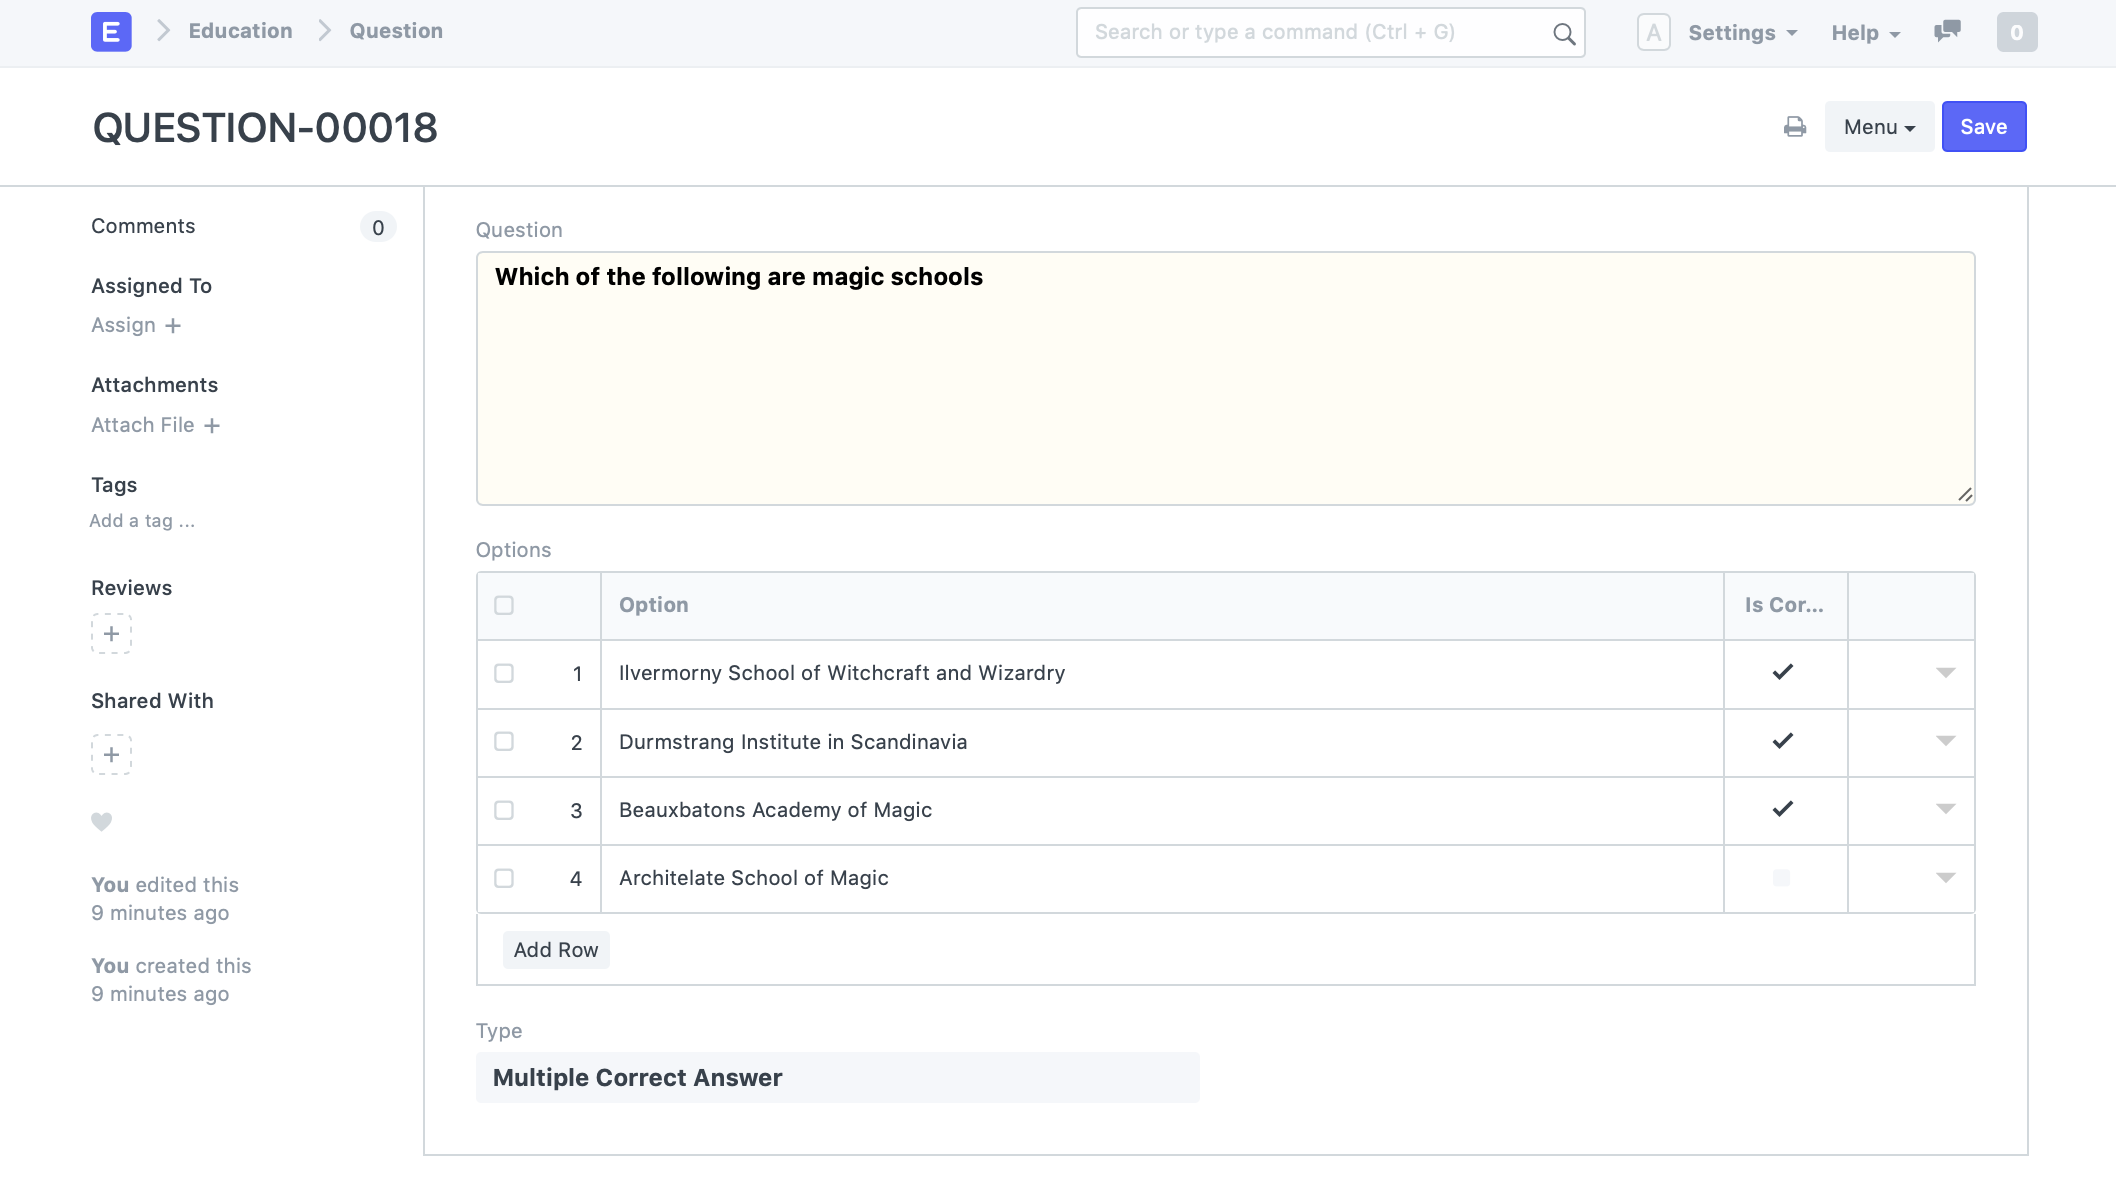 E Education Question Search or type a command (Ctrl + G) A Settings Help 0
QUESTION-00018 Menu Save
Comments 0
Assigned To
Assign +
Attachments
Attach File +
Tags
Add a tag ...
Reviews
+
Shared With
+
You edited this
9 minutes ago
You created this
9 minutes ago
Question
Which of the following are magic schools
Options
Option Is Cor...
1 Ilvermorny School of Witchcraft and Wizardry
2 Durmstrang Institute in Scandinavia
3 Beauxbatons Academy of Magic
4 Architelate School of Magic
Add Row
Type
Multiple Correct Answer